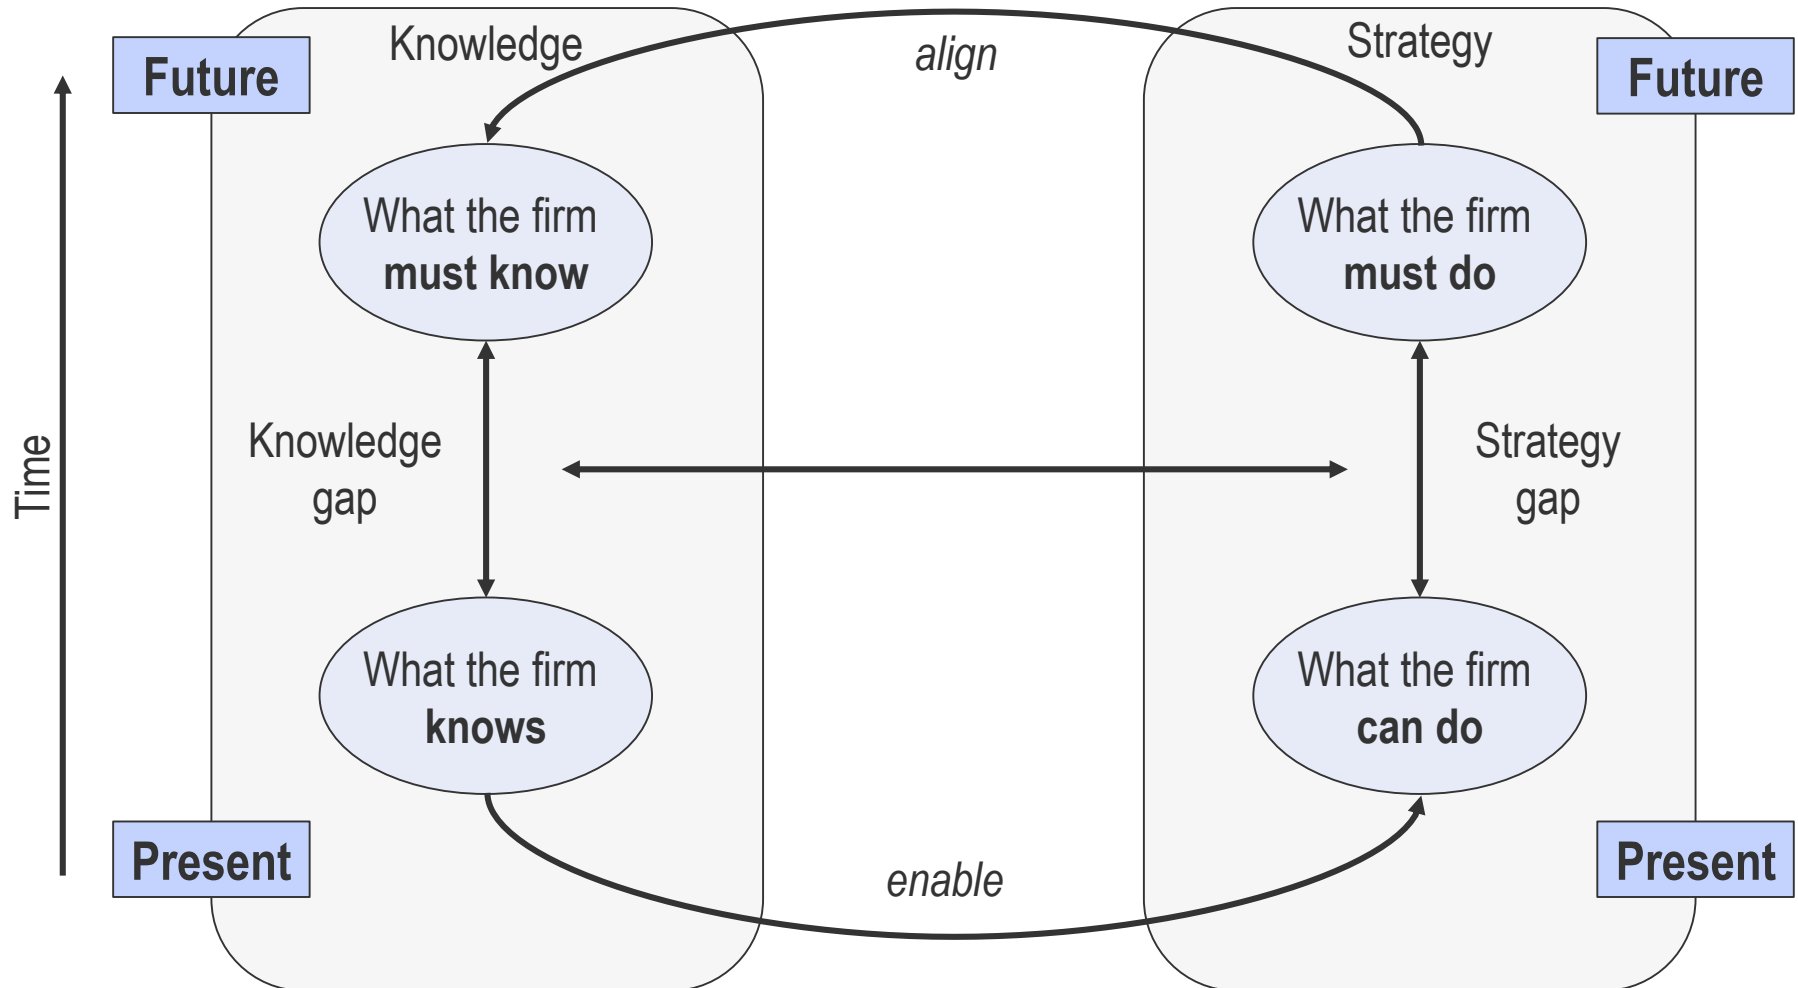 Future
Knowledge
align
Strategy
Future
What the firm
must know
What the firm
must do
Time
Knowledge
gap
Strategy
gap
What the firm
knows
What the firm
can do
Present
enable
Present